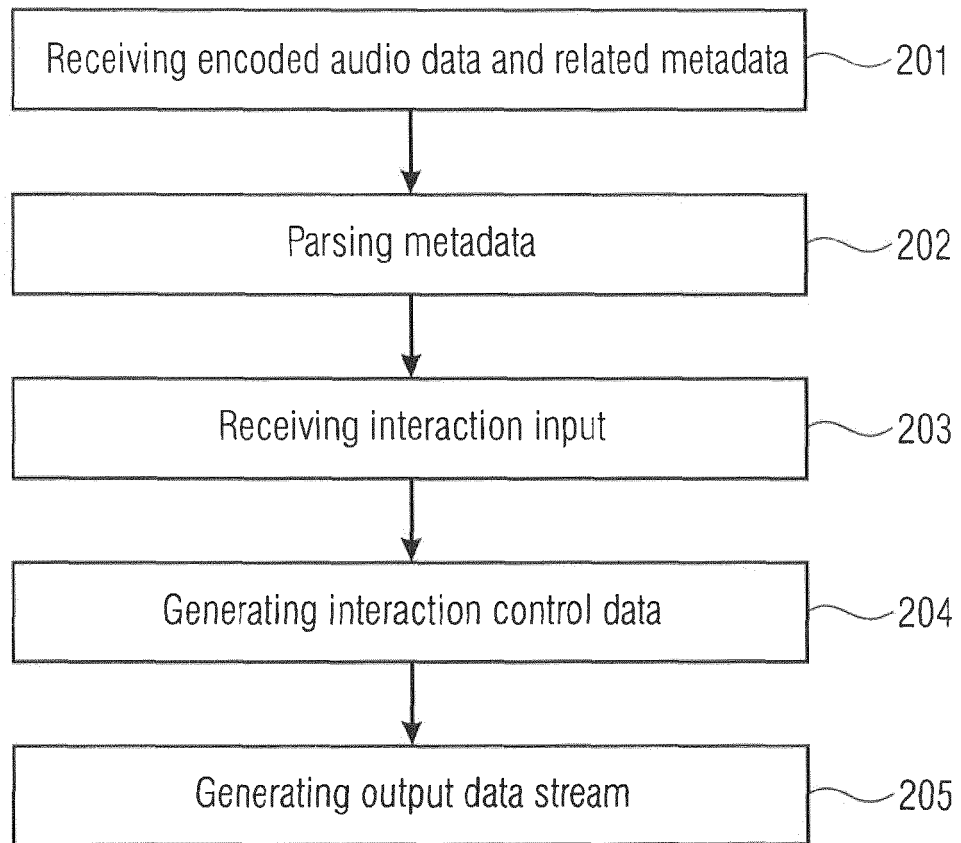 Receiving encoded audio data and related metadata 201
Parsing metadata 202
Receiving interaction input 203
Generating interaction control data 204
Generating output data stream 205